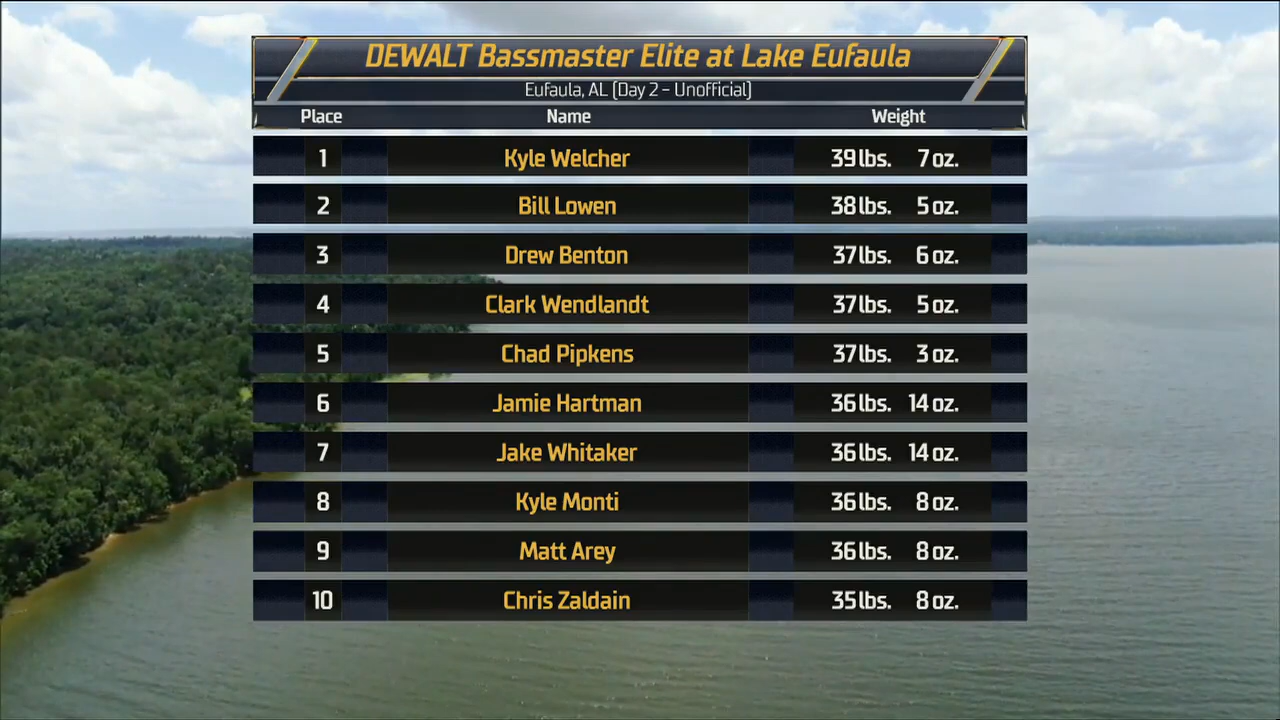 DEWALT Bassmaster Elite at Lake Eufaula
Eufaula, AL (Day 2 - Unofficial)
Place Name Weight
1 Kyle Welcher 39 lbs. 7 oz.
2 Bill Lowen 38 lbs. 5 oz.
3 Drew Benton 37 lbs. 6 oz.
4 Clark Wendlandt 37 lbs. 5 oz.
5 Chad Pipkens 37 lbs. 3 oz.
6 Jamie Hartman 36 lbs. 14 oz.
7 Jake Whitaker 36 lbs. 14 oz.
8 Kyle Monti 36 lbs. 8 oz.
9 Matt Arey 36 lbs. 8 oz.
10 Chris Zaldain 35 lbs. 8 oz.